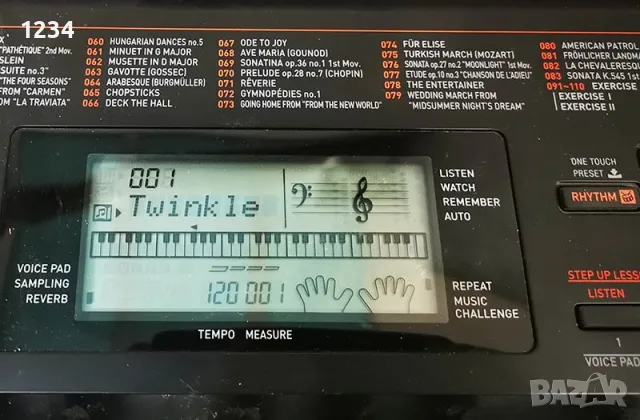 1234
"PATHÉTIQUE" 2nd Mov.
SLEIN
SUITE no.3"
"THE FOUR SEASONS"
FROM "CARMEN"
FROM "LA TRAVIATA"
060 HUNGARIAN DANCES no.5
061 MINUET IN G MAJOR
062 MUSETTE IN D MAJOR
063 GAVOTTE (GOSSEC)
064 ARABESQUE (BURGMÜLLER)
065 CHOPSTICKS
066 DECK THE HALL
067 ODE TO JOY
068 AVE MARIA (GOUNOD)
069 SONATINA op.36 no.1 1st Mov.
070 PRELUDE op.28 no.7 (CHOPIN)
071 RÊVERIE
072 GYMNOPÉDIES no.1
073 GOING HOME FROM "FROM THE NEW WORLD"
074 FÜR ELISE
075 TURKISH MARCH (MOZART)
076 SONATA op.27 no.2 "MOONLIGHT" 1st Mov.
077 ETUDE op.10 no.3 "CHANSON DE L'ADIEU"
078 THE ENTERTAINER
079 WEDDING MARCH FROM
"MIDSUMMER NIGHT'S DREAM"
080 AMERICAN PATROL
081 FRÖHLICHER LANDM
082 LA CHEVALERESQU
083 SONATA K.545 1st
091~110 EXERCISE
EXERCISE I
EXERCISE II
001
Twinkle
120 001
LISTEN
WATCH
REMEMBER
AUTO
REPEAT
MUSIC
CHALLENGE
VOICE PAD
SAMPLING
REVERB
TEMPO MEASURE
ONE TOUCH
PRESET
RHYTHM
STEP UP LESSO
LISTEN
1
VOICE PAD
BAZAR